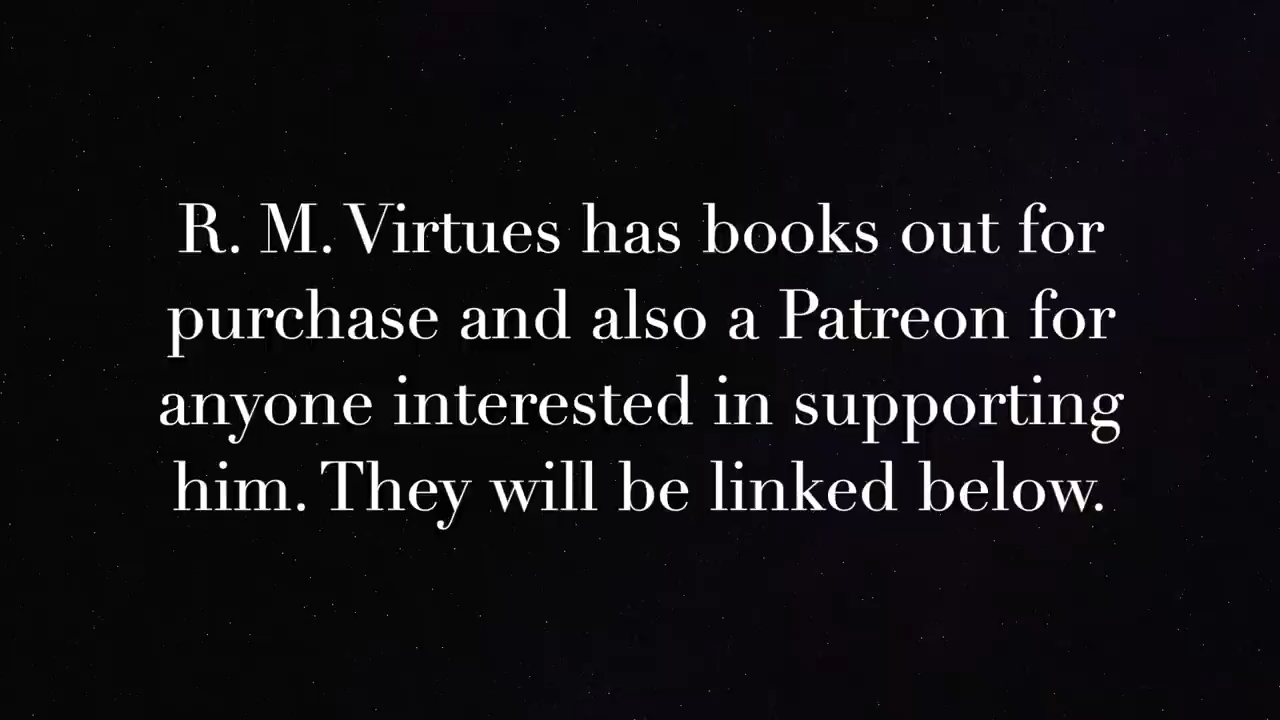 R. M. Virtues has books out for
purchase and also a Patreon for
anyone interested in supporting
him. They will be linked below.